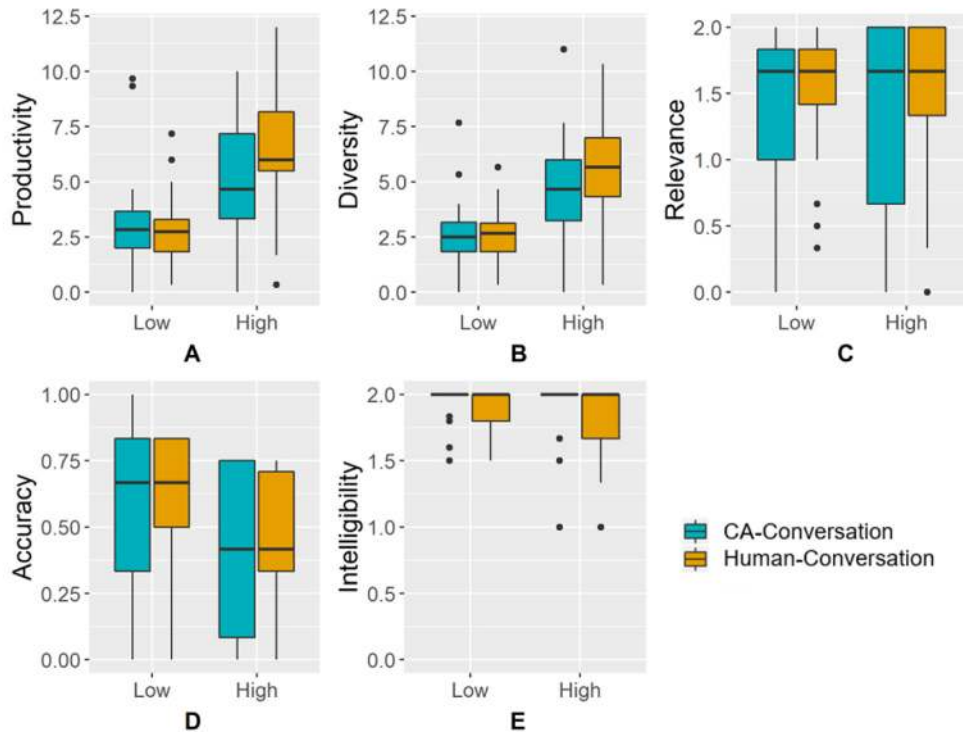 Productivity
12.5
10.0
7.5
5.0
2.5
0.0
Low High
A
Diversity
12.5
10.0
7.5
5.0
2.5
0.0
Low High
B
Relevance
2.0
1.5
1.0
0.5
0.0
Low High
C
Accuracy
1.00
0.75
0.50
0.25
0.00
Low High
D
Intelligibility
2.0
1.5
1.0
0.5
0.0
Low High
E
CA-Conversation
Human-Conversation